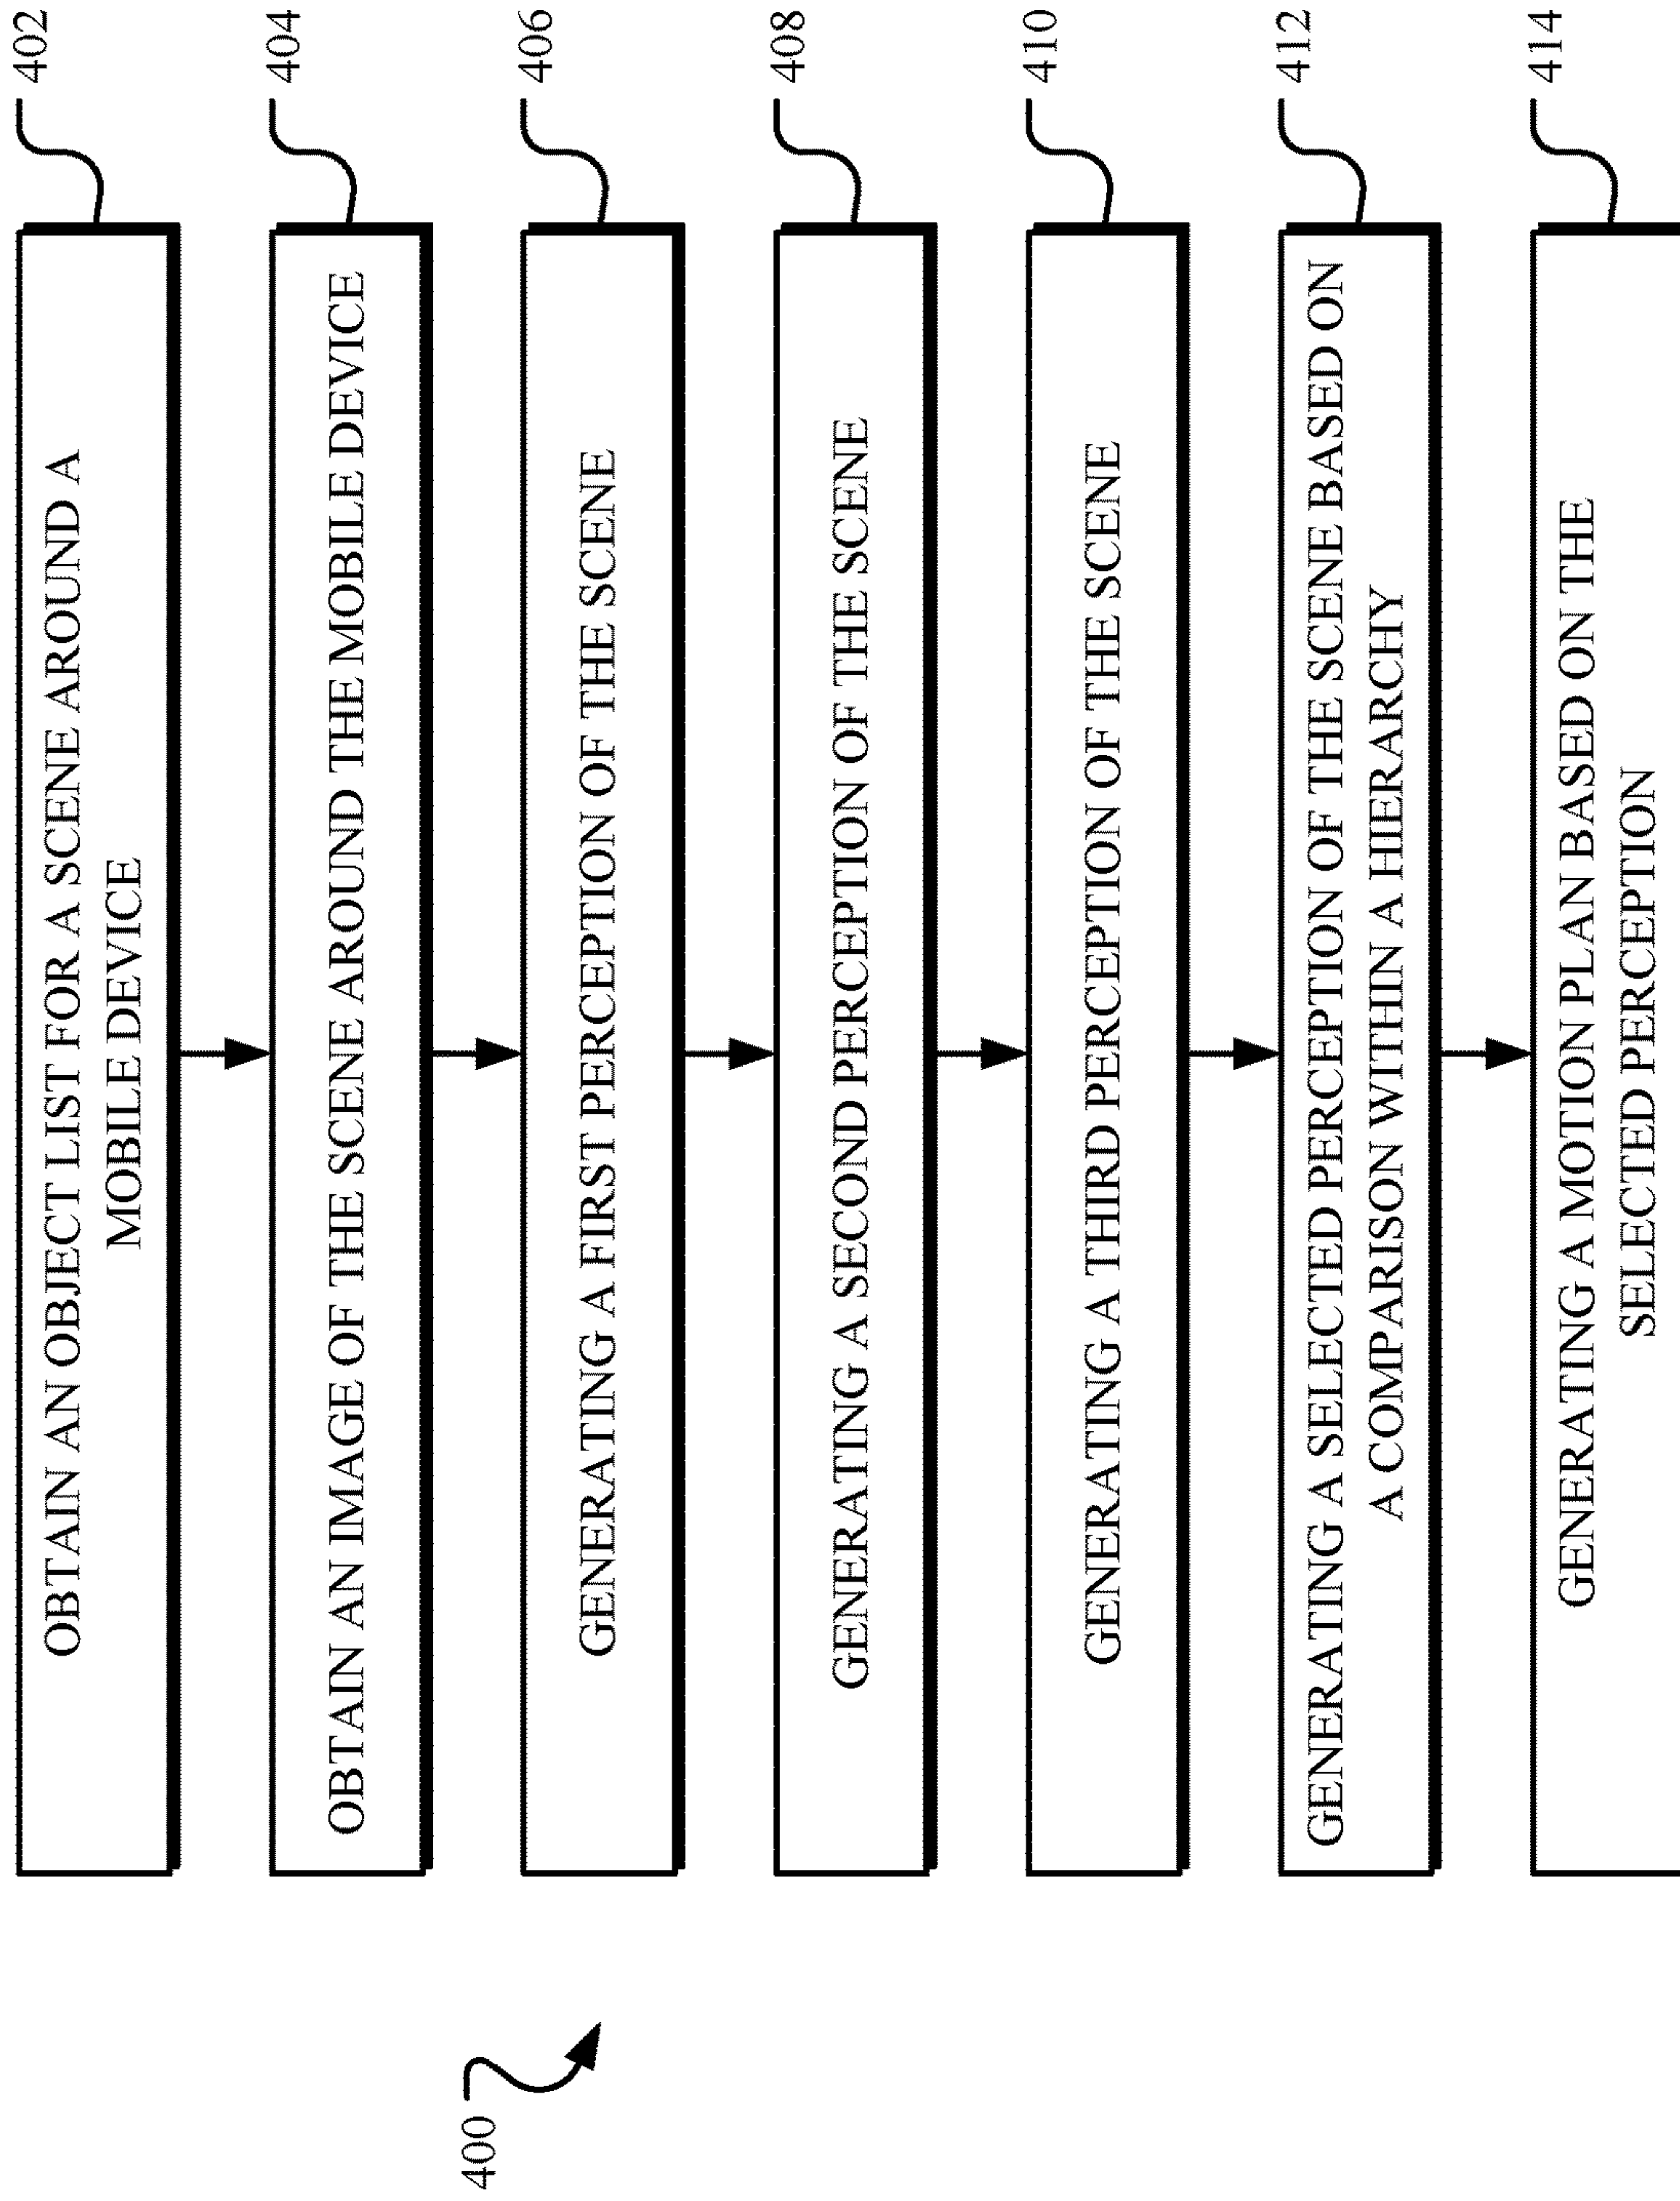 400
OBTAIN AN OBJECT LIST FOR A SCENE AROUND A
MOBILE DEVICE
402
OBTAIN AN IMAGE OF THE SCENE AROUND THE MOBILE DEVICE
404
GENERATING A FIRST PERCEPTION OF THE SCENE
406
GENERATING A SECOND PERCEPTION OF THE SCENE
408
GENERATING A THIRD PERCEPTION OF THE SCENE
410
GENERATING A SELECTED PERCEPTION OF THE SCENE BASED ON
A COMPARISON WITHIN A HIERARCHY
412
GENERATING A MOTION PLAN BASED ON THE
SELECTED PERCEPTION
414